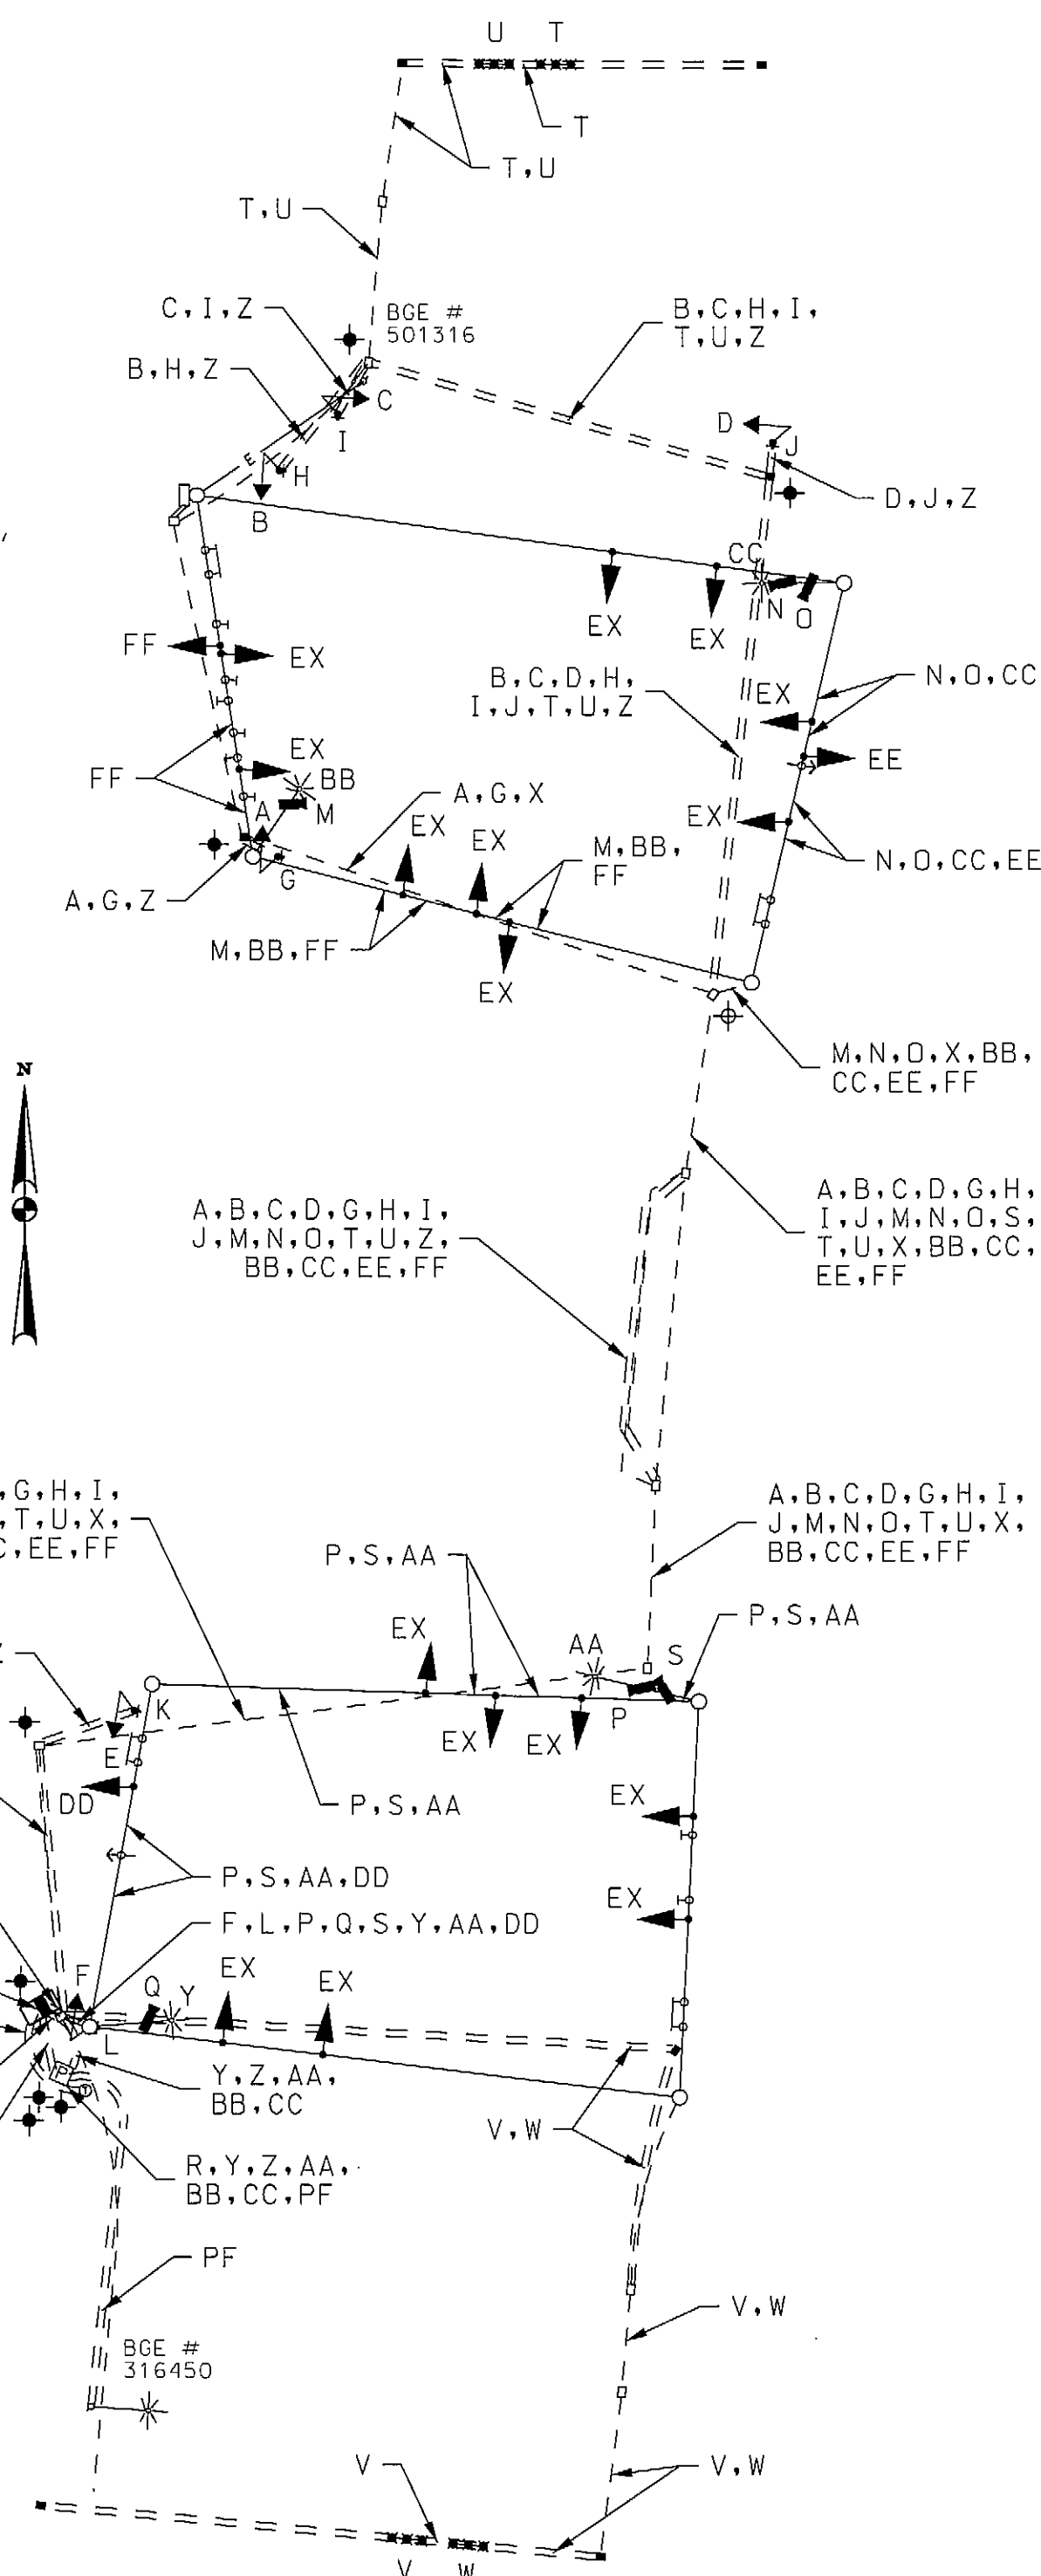 U T
T
T,U
T,U
C,I,Z
BGE #
501316
B,C,H,I,
T,U,Z
B,H,Z
C
I
D
J
E
H
D,J,Z
B
CC
N
O
EX
EX
FF
EX
B,C,D,H,
I,J,T,U,Z
N,O,CC
EX
EE
FF
EX
BB
A
M
A,G,X
EX
EX
EX
M,BB,
FF
N,O,CC,EE
G
A,G,Z
M,BB,FF
EX
M,N,O,X,BB,
CC,EE,FF
N
A,B,C,D,G,H,I,
J,M,N,O,T,U,Z,
BB,CC,EE,FF
A,B,C,D,G,H,
I,J,M,N,O,S,
T,U,X,BB,CC,
EE,FF
,G,H,I,
,T,U,X,
C,EE,FF
A,B,C,D,G,H,I,
J,M,N,O,T,U,X,
BB,CC,EE,FF
P,S,AA
P,S,AA
EX
AA
S
Z
K
E
P
EX
EX
DD
P,S,AA
EX
P,S,AA,DD
EX
F,L,P,Q,S,Y,AA,DD
F
Q
Y
EX
EX
L
P
Y,Z,AA,
BB,CC
V,W
R,Y,Z,AA,
BB,CC,PF
PF
V,W
BGE #
316450
V
V,W
V W